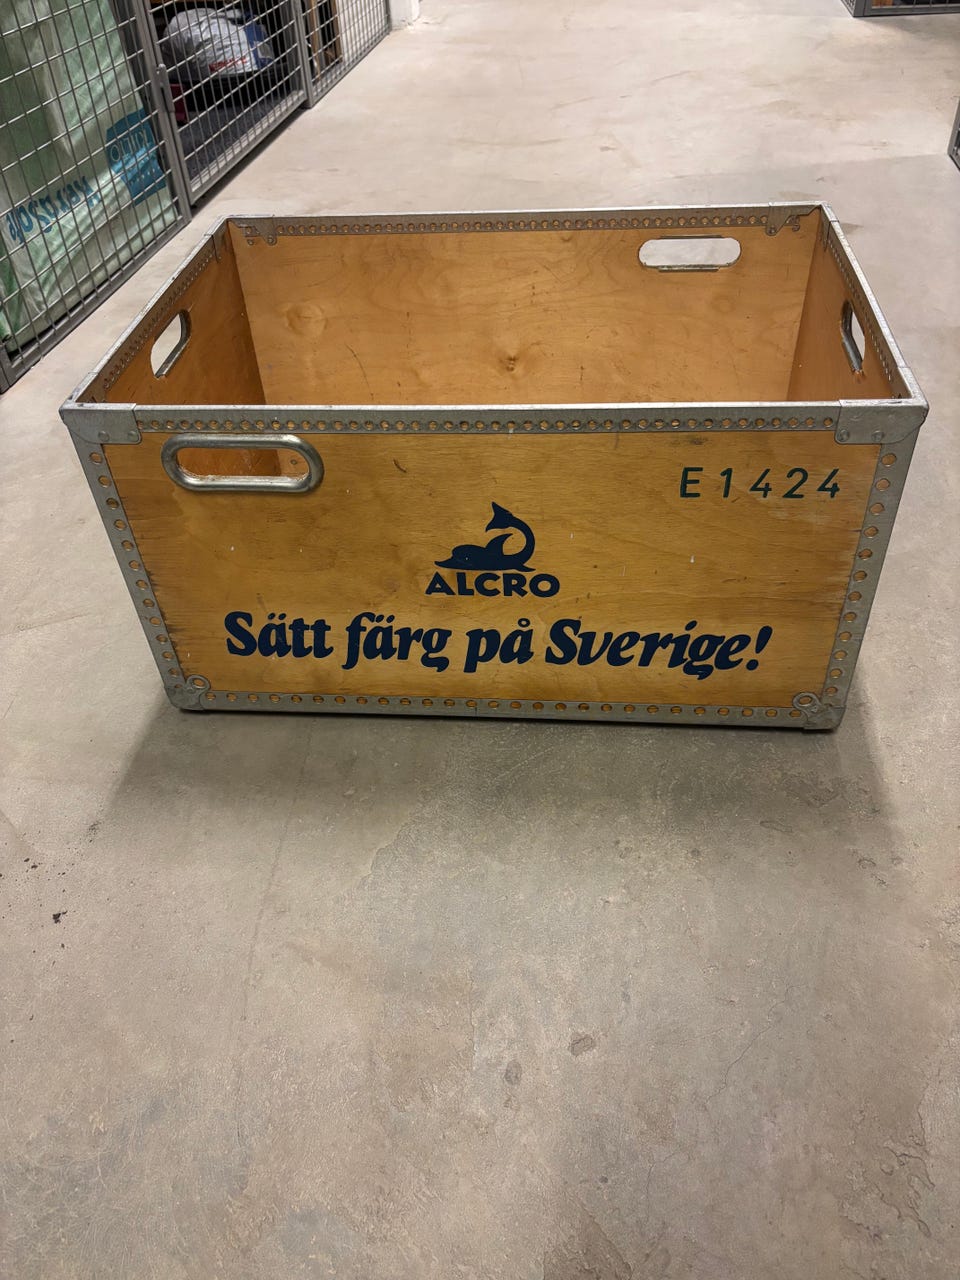 E1424
ALCRO
Sätt färg på Sverige!